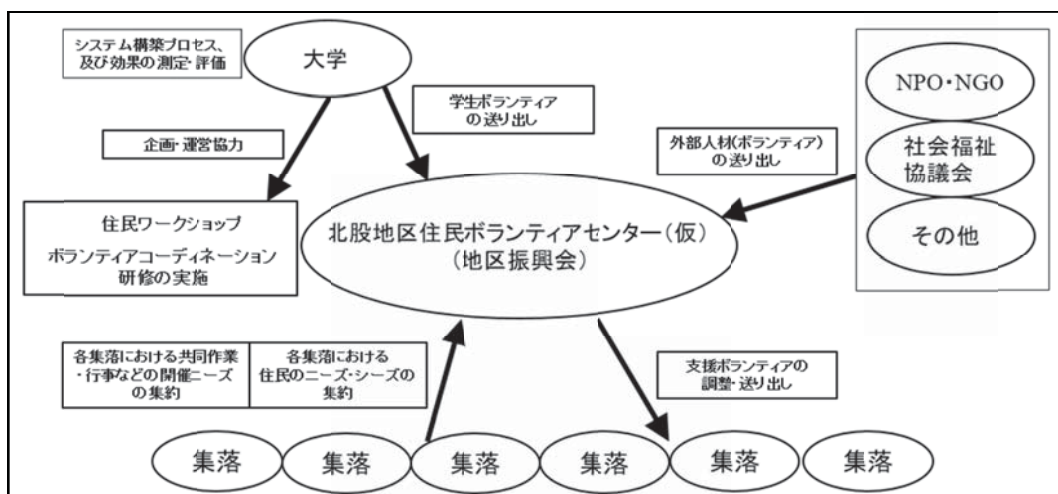 システム構築プロセス、
及び効果の測定・評価
大学
NPO・NGO
社会福祉
協議会
その他
学生ボランティア
の送り出し
企画・運営協力
外部人材(ボランティア)
の送り出し
住民ワークショップ
ボランティアコーディネーション
研修の実施
北股地区住民ボランティアセンター(仮)
(地区振興会)
各集落における共同作業
・行事などの開催ニーズ
の集約
各集落における
住民のニーズ・シーズの
集約
支援ボランティアの
調整・送り出し
集落
集落
集落
集落
集落
集落